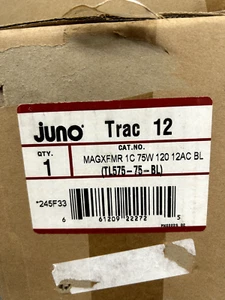 juno Trac 12
CAT.NO.
QTY.
MAGXFMR 1C 75W 120 12AC BL
1
(TL575-75-BL)
*245F33
6 61209 22272 5